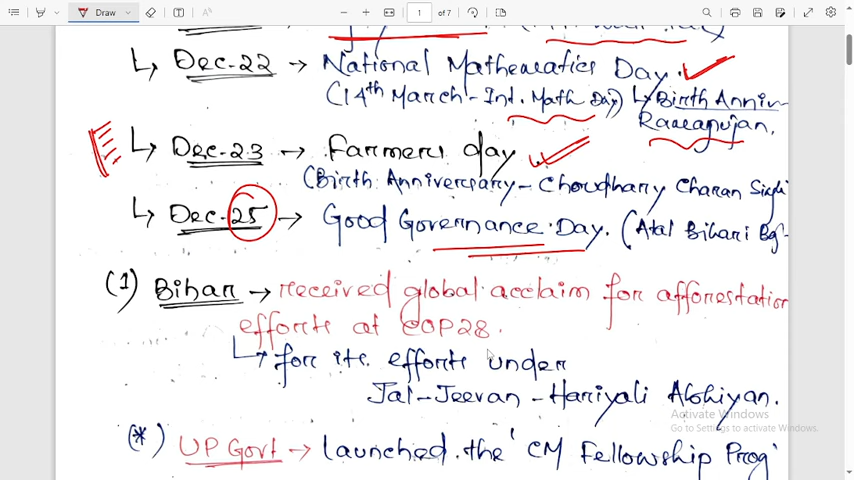 Draw
1 of 7
↳ Dec-22 → National Mathematics Day.
(14th March - Int. Math Day) ↳ Birth Anniv-
Ramanujan.
↳ Dec-23 → Farmers day
(Birth Anniversary - Choudhary Charan Singh
↳ Dec-25 → Good Governance Day. (Atal Bihari
(1) Bihar → received global acclaim for afforestation
efforts at COP28.
↳ for its efforts under
Jal-Jeevan-Hariyali Abhiyan.
Activate Windows
Go to Settings to activate Windows.
(*) UP Govt → launched the 'CM Fellowship Prog